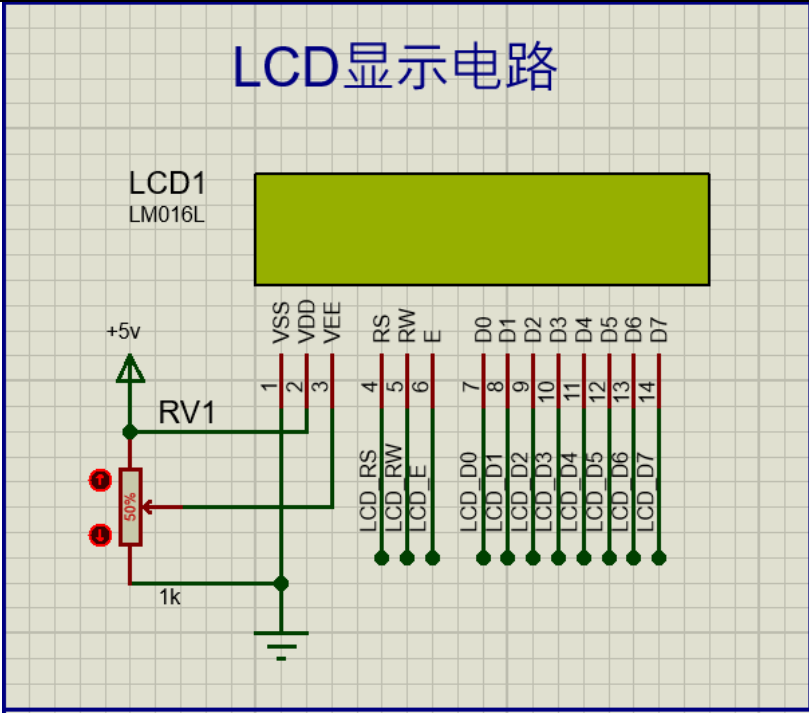 LCD显示电路
LCD1
LM016L
+5v
VSS
VDD
VEE
RS
RW
E
D0
D1
D2
D3
D4
D5
D6
D7
1
2
3
4
5
6
7
8
9
10
11
12
13
14
RV1
50%
1k
LCD_RS
LCD_RW
LCD_E
LCD_D0
LCD_D1
LCD_D2
LCD_D3
LCD_D4
LCD_D5
LCD_D6
LCD_D7